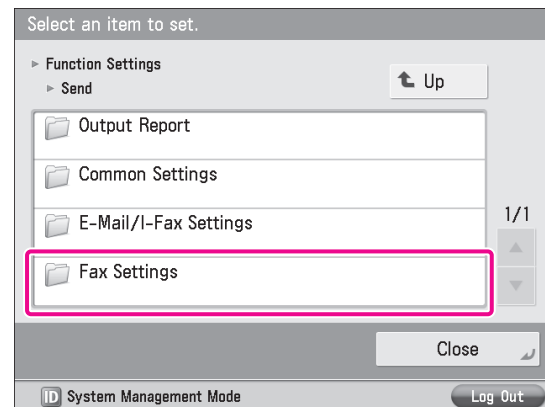 Select an item to set.
Function Settings
Send
Up
Output Report
Common Settings
E-Mail/I-Fax Settings
1/1
Fax Settings
Close
ID System Management Mode
Log Out